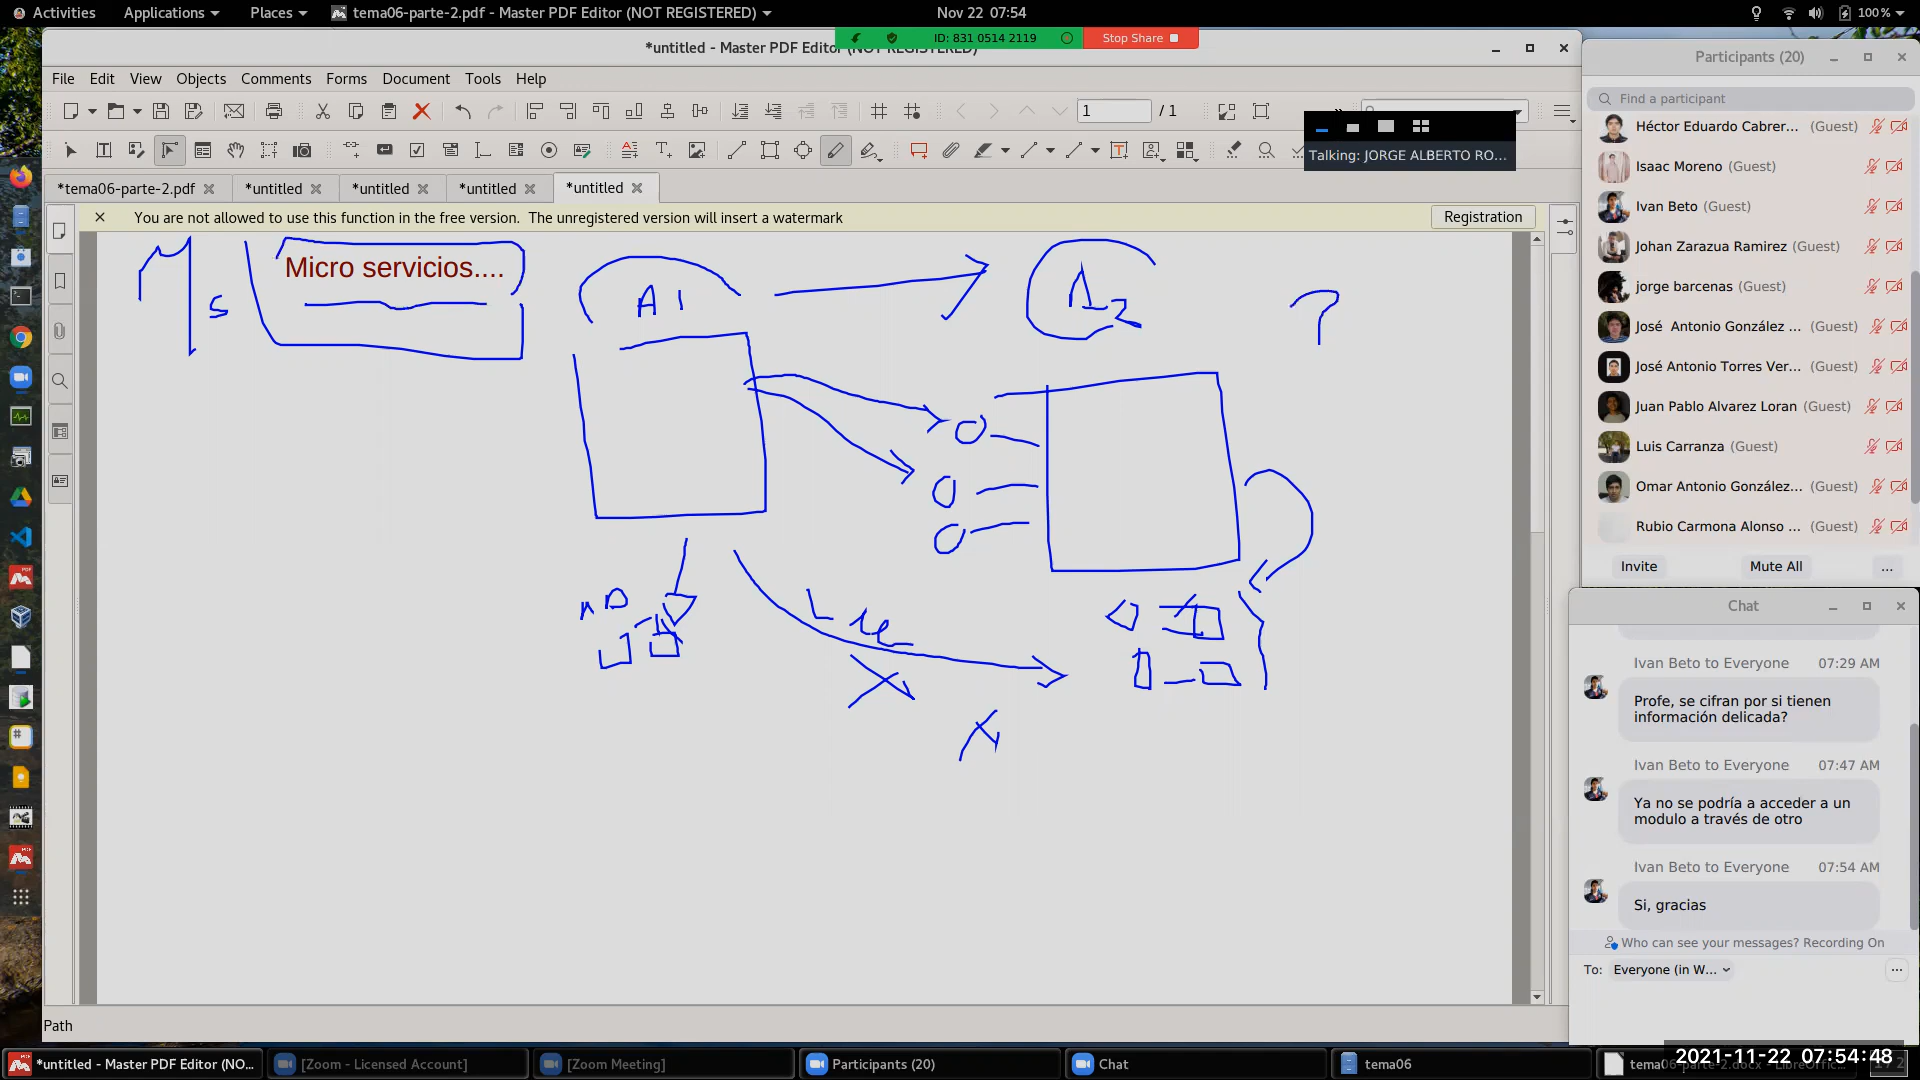 Activities
Applications
Places
tema06-parte-2.pdf - Master PDF Editor (NOT REGISTERED)
Nov 22 07:54
100%
*untitled - Master PDF Editor (NOT REGISTERED)
ID: 831 0514 2119
Stop Share
File Edit View Objects Comments Forms Document Tools Help
1 / 1
Talking: JORGE ALBERTO RO...
*tema06-parte-2.pdf
*untitled
*untitled
*untitled
*untitled
You are not allowed to use this function in the free version. The unregistered version will insert a watermark
Registration
Ms
Micro servicios....
A1
A2
?
Path
Participants (20)
Find a participant
Héctor Eduardo Cabrer... (Guest)
Isaac Moreno (Guest)
Ivan Beto (Guest)
Johan Zarazua Ramirez (Guest)
jorge barcenas (Guest)
José Antonio González ... (Guest)
José Antonio Torres Ver... (Guest)
Juan Pablo Alvarez Loran (Guest)
Luis Carranza (Guest)
Omar Antonio González... (Guest)
Rubio Carmona Alonso ... (Guest)
Invite
Mute All
...
Chat
Ivan Beto to Everyone 07:29 AM
Profe, se cifran por si tienen
información delicada?
Ivan Beto to Everyone 07:47 AM
Ya no se podría a acceder a un
modulo a través de otro
Ivan Beto to Everyone 07:54 AM
Si, gracias
Who can see your messages? Recording On
To: Everyone (in W...
*untitled - Master PDF Editor (NO...
[Zoom - Licensed Account]
[Zoom Meeting]
Participants (20)
Chat
tema06
tema06-parte-2.docx - LibreOffic...
2021-11-22 07:54:48